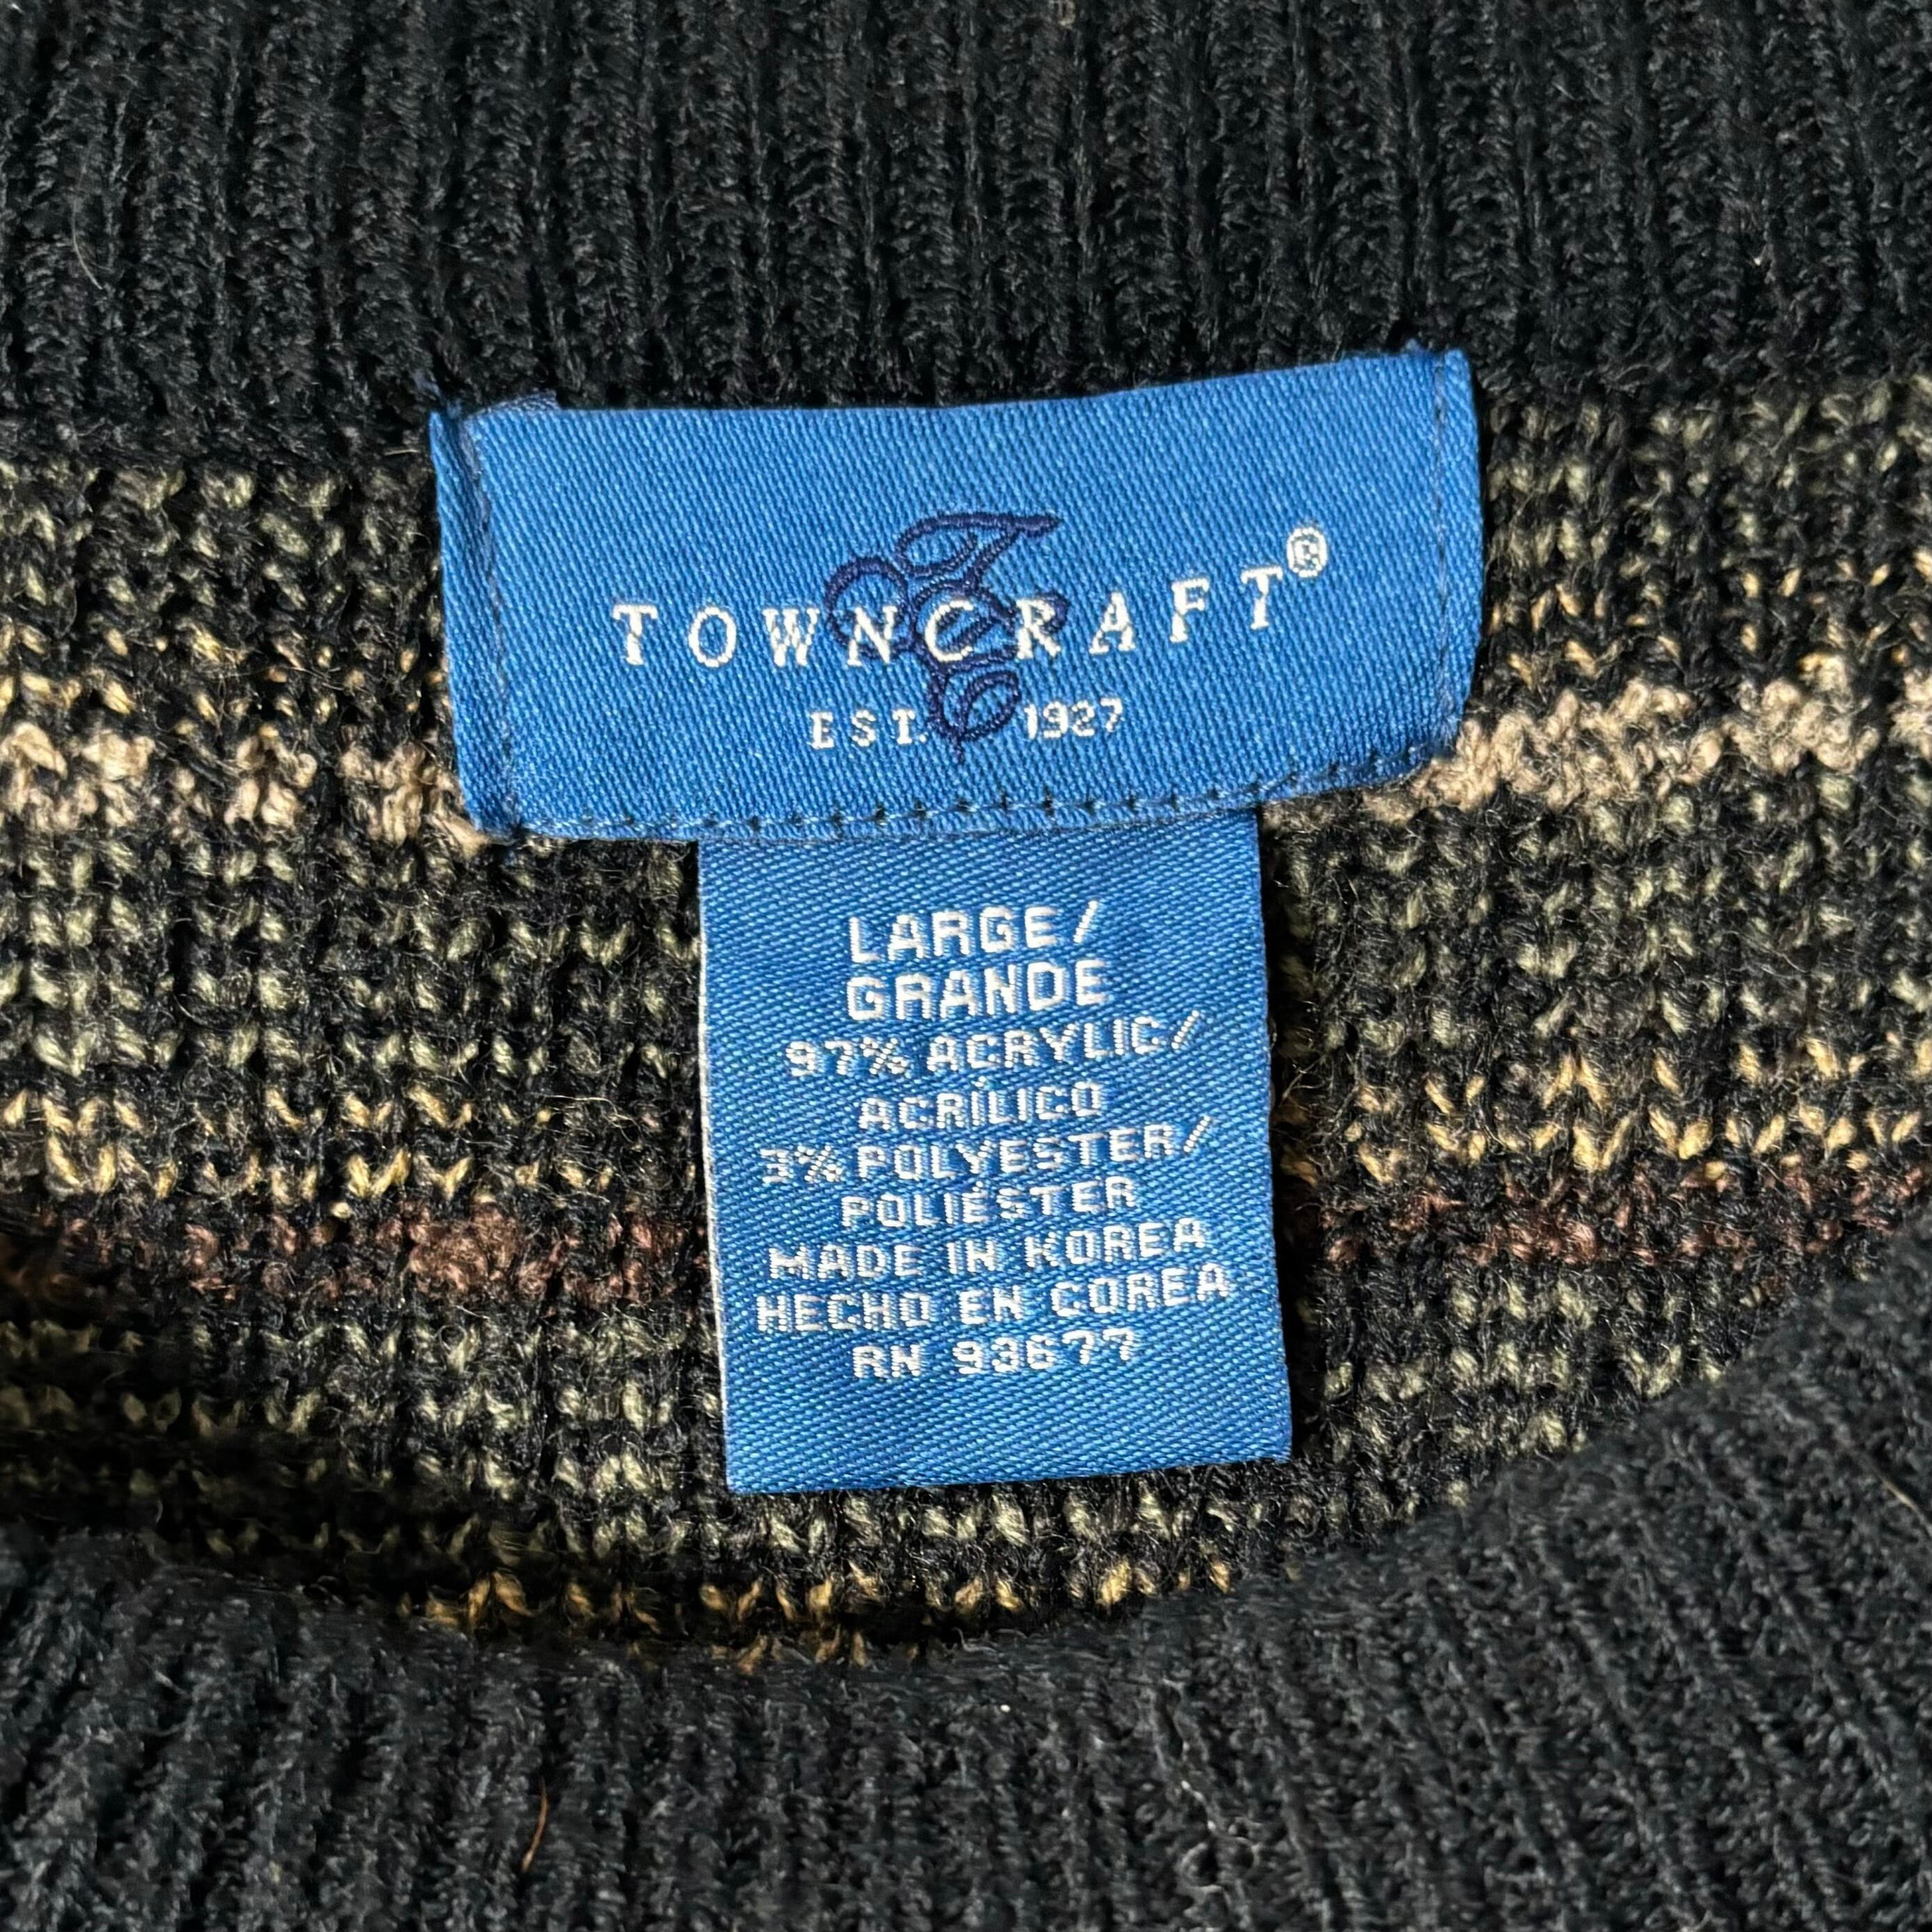 TOWNCRAFT®
EST. 1927
LARGE/
GRANDE
97% ACRYLIC/
ACRÍLICO
3% POLYESTER/
POLIÉSTER
MADE IN KOREA
HECHO EN COREA
RN 93677